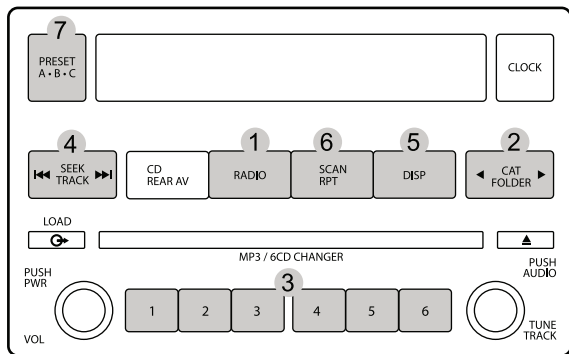 7
PRESET
A • B • C
CLOCK
4
1
6
5
2
SEEK
TRACK
CD
REAR AV
RADIO
SCAN
RPT
DISP
CAT
FOLDER
LOAD
MP3 / 6CD CHANGER
PUSH
PWR
VOL
3
1 2 3 4 5 6
PUSH
AUDIO
TUNE
TRACK